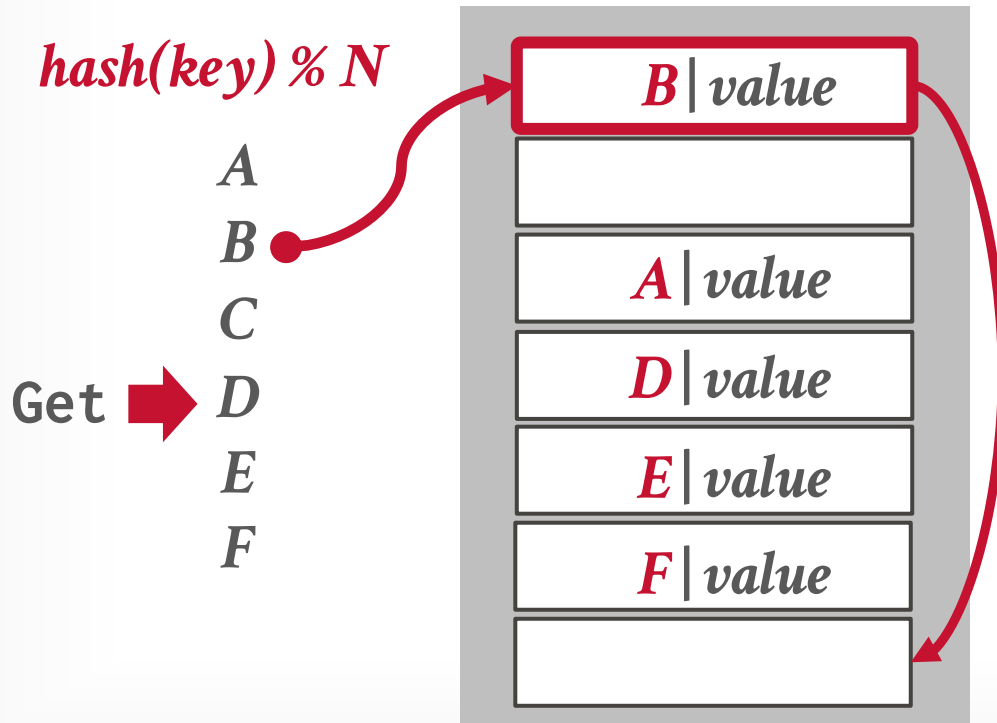 hash(key) % N
A
B
C
Get D
E
F
B|value
A|value
D|value
E|value
F|value